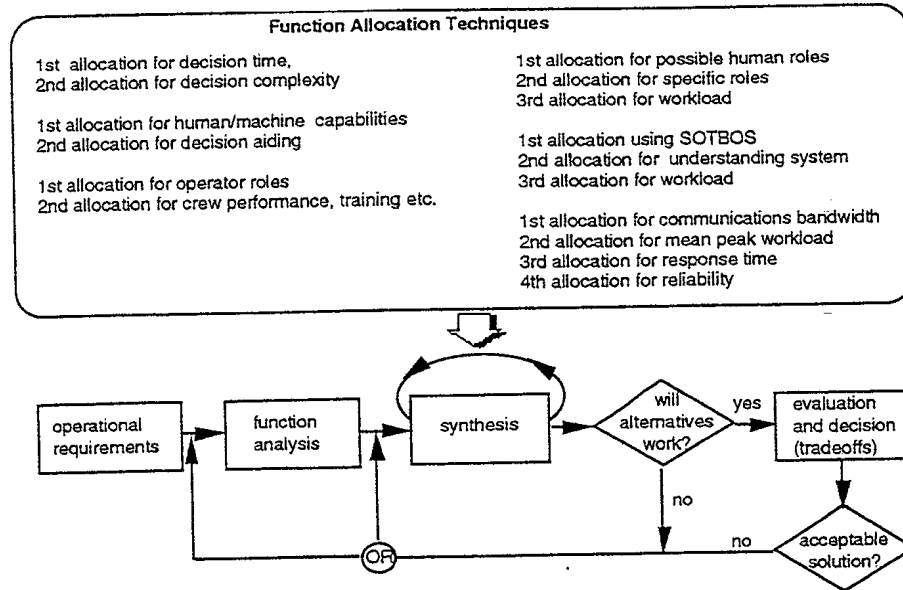 Function Allocation Techniques
1st allocation for decision time,
2nd allocation for decision complexity
1st allocation for human/machine capabilities
2nd allocation for decision aiding
1st allocation for operator roles
2nd allocation for crew performance, training etc.
1st allocation for possible human roles
2nd allocation for specific roles
3rd allocation for workload
1st allocation using SOTBOS
2nd allocation for understanding system
3rd allocation for workload
1st allocation for communications bandwidth
2nd allocation for mean peak workload
3rd allocation for response time
4th allocation for reliability
operational
requirements
function
analysis
synthesis
will
alternatives
work?
yes
evaluation
and decision
(tradeoffs)
no
acceptable
solution?
no
OR